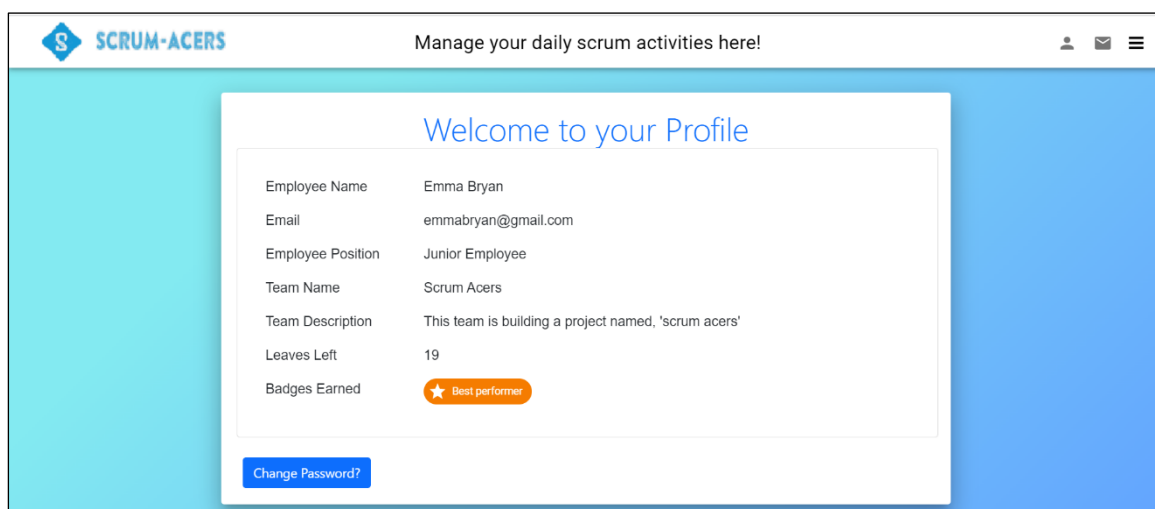 S SCRUM-ACERS Manage your daily scrum activities here!
Welcome to your Profile
Employee Name Emma Bryan
Email emmabryan@gmail.com
Employee Position Junior Employee
Team Name Scrum Acers
Team Description This team is building a project named, 'scrum acers'
Leaves Left 19
Badges Earned Best performer
Change Password?